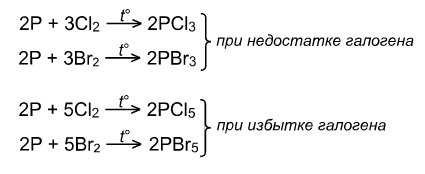 2P + 3Cl₂ —t°→ 2PCl₃
2P + 3Br₂ —t°→ 2PBr₃
при недостатке галогена
2P + 5Cl₂ —t°→ 2PCl₅
2P + 5Br₂ —t°→ 2PBr₅
при избытке галогена